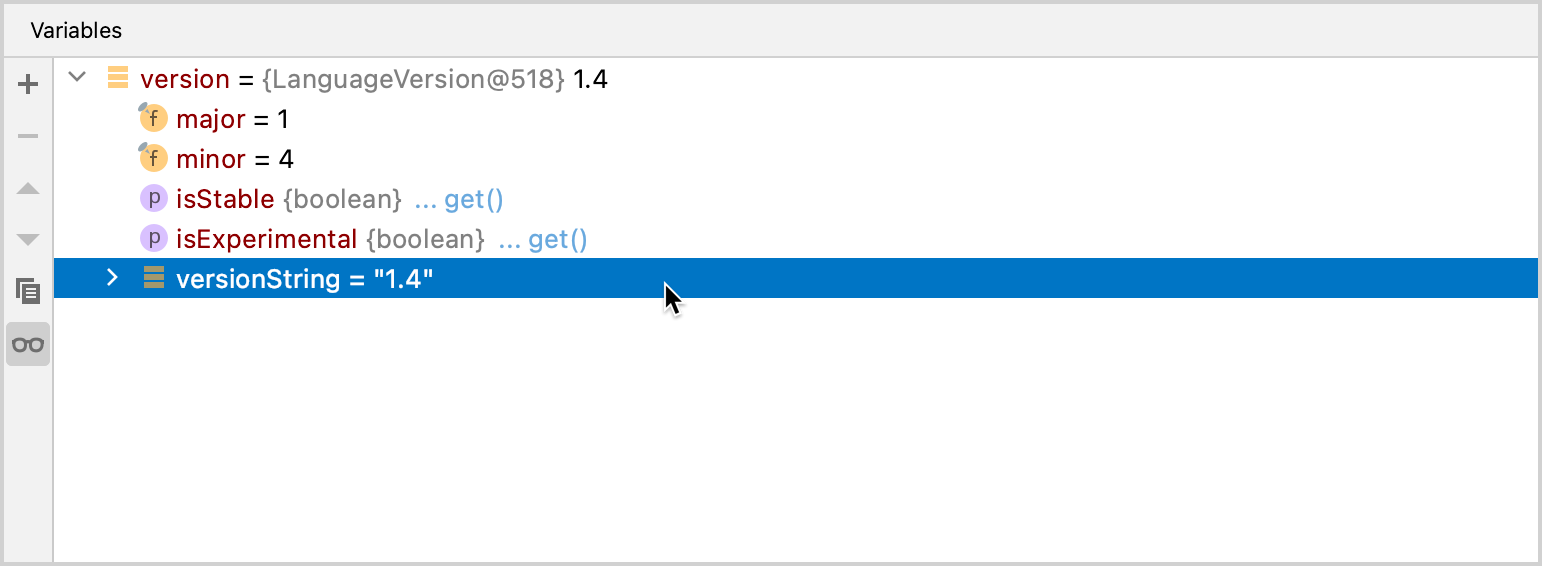 Variables
version = {LanguageVersion@518} 1.4
f major = 1
f minor = 4
p isStable {boolean} ... get()
p isExperimental {boolean} ... get()
versionString = "1.4"